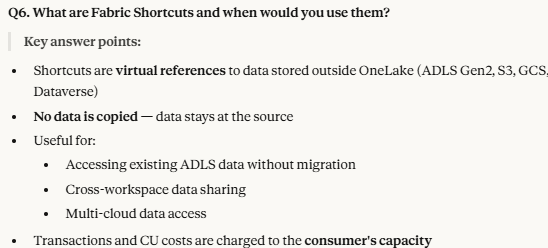 Q6. What are Fabric Shortcuts and when would you use them?
Key answer points:
• Shortcuts are virtual references to data stored outside OneLake (ADLS Gen2, S3, GCS,
Dataverse)
• No data is copied — data stays at the source
• Useful for:
• Accessing existing ADLS data without migration
• Cross-workspace data sharing
• Multi-cloud data access
• Transactions and CU costs are charged to the consumer's capacity